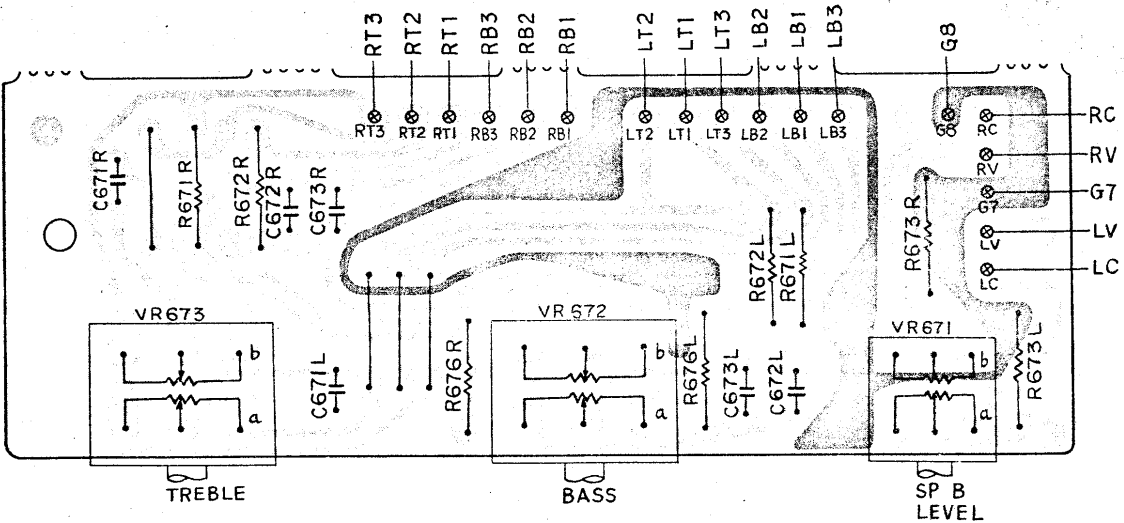 RT3 RT2 RT1 RB3 RB2 RB1 LT2 LT1 LT3 LB2 LB1 LB3 G8
RT3 RT2 RT1 RB3 RB2 RB1 LT2 LT1 LT3 LB2 LB1 LB3 RC RC
RV RV
G7 G7
LV LV
LC LC
C671R R671R R672R C672R C673R R672L R671L R673R
VR673 VR672 VR671
b b b
a a a
C671L R676R R676L C673L C672L R673L
TREBLE BASS SP B
LEVEL